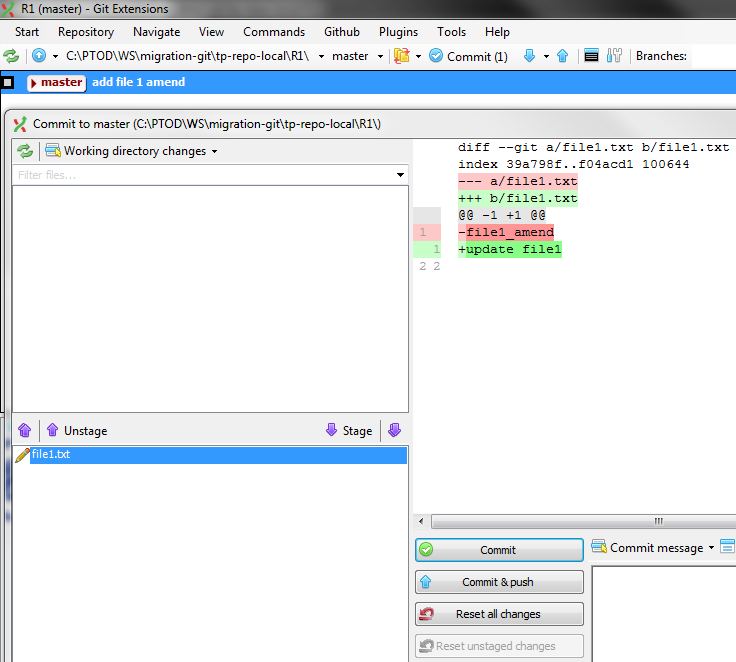 R1 (master) - Git Extensions
Start Repository Navigate View Commands Github Plugins Tools Help
C:\PTOD\WS\migration-git\tp-repo-local\R1\ master Commit (1) Branches:
master add file 1 amend
Commit to master (C:\PTOD\WS\migration-git\tp-repo-local\R1\)
Working directory changes
Filter files...
diff --git a/file1.txt b/file1.txt
index 39a798f..f04acd1 100644
--- a/file1.txt
+++ b/file1.txt
@@ -1 +1 @@
1 -file1_amend
1 +update file1
2 2
Unstage Stage
file1.txt
Commit
Commit message
Commit & push
Reset all changes
Reset unstaged changes